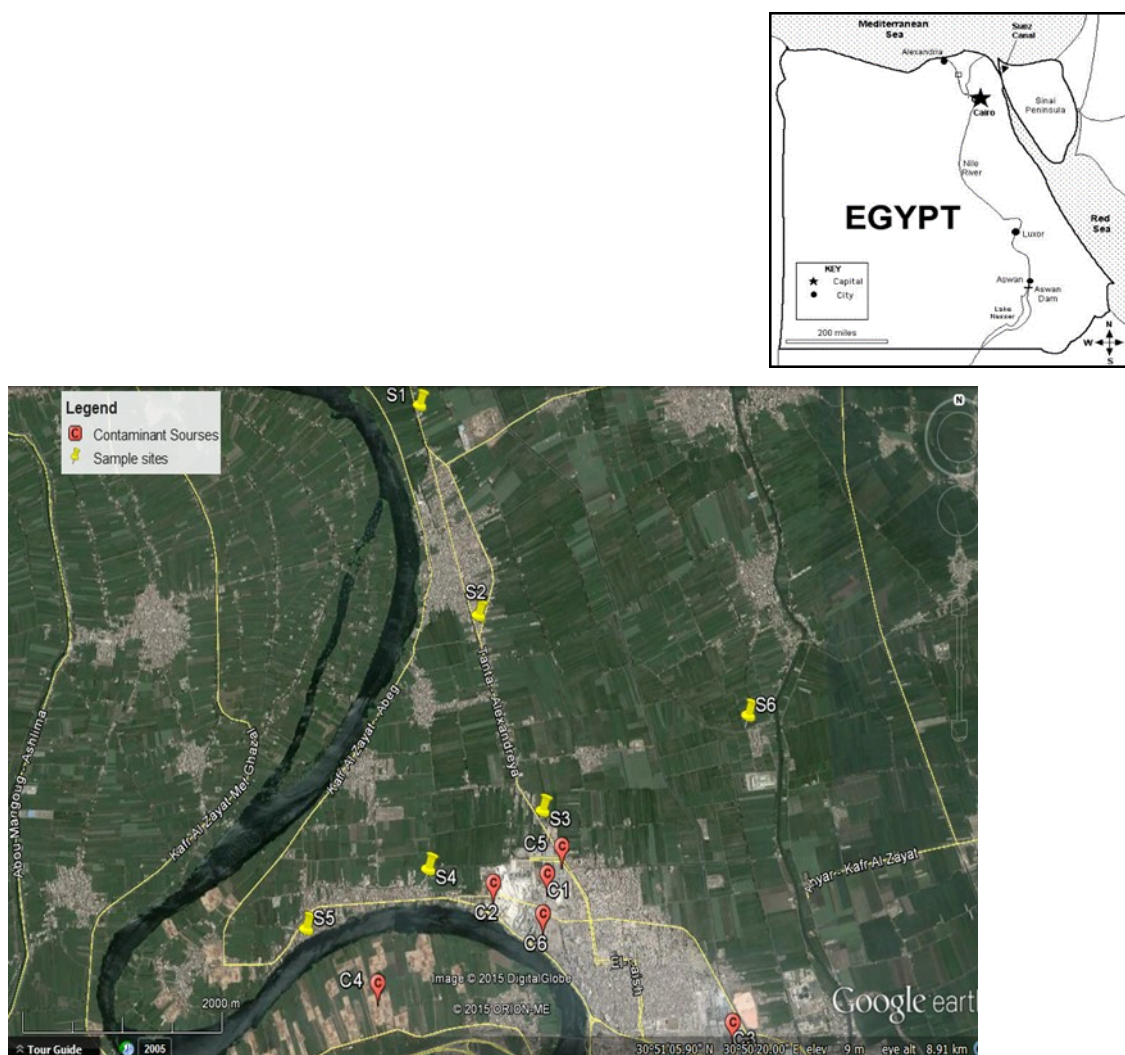 Mediterranean
Sea
Suez
Canal
Alexandria
Cairo
Sinai
Peninsula
Nile
River
EGYPT
Red
Sea
Luxor
KEY
Capital
City
Aswan
Aswan
Dam
Lake
Nasser
200 miles
N
W E
S
Legend
C Contaminant Sourses
Sample sites
S1
N
S2
Tanta - Alexandreya
S6
Abou-Mangoug - Ashlima
Kafr Al Zayat-Met Ghazal
Kafr Al Zayat - Abeg
S3
C5 C
S4
C C1
C C2
C C6
S5
Kafr Al Zayat
C4 C
Image © 2015 DigitalGlobe
© 2015 ORION-ME
2000 m
Google earth
C C3
Tour Guide 2005
30°51'05.90" N 30°50'20.00" E elev 9 m eye alt 8.91 km